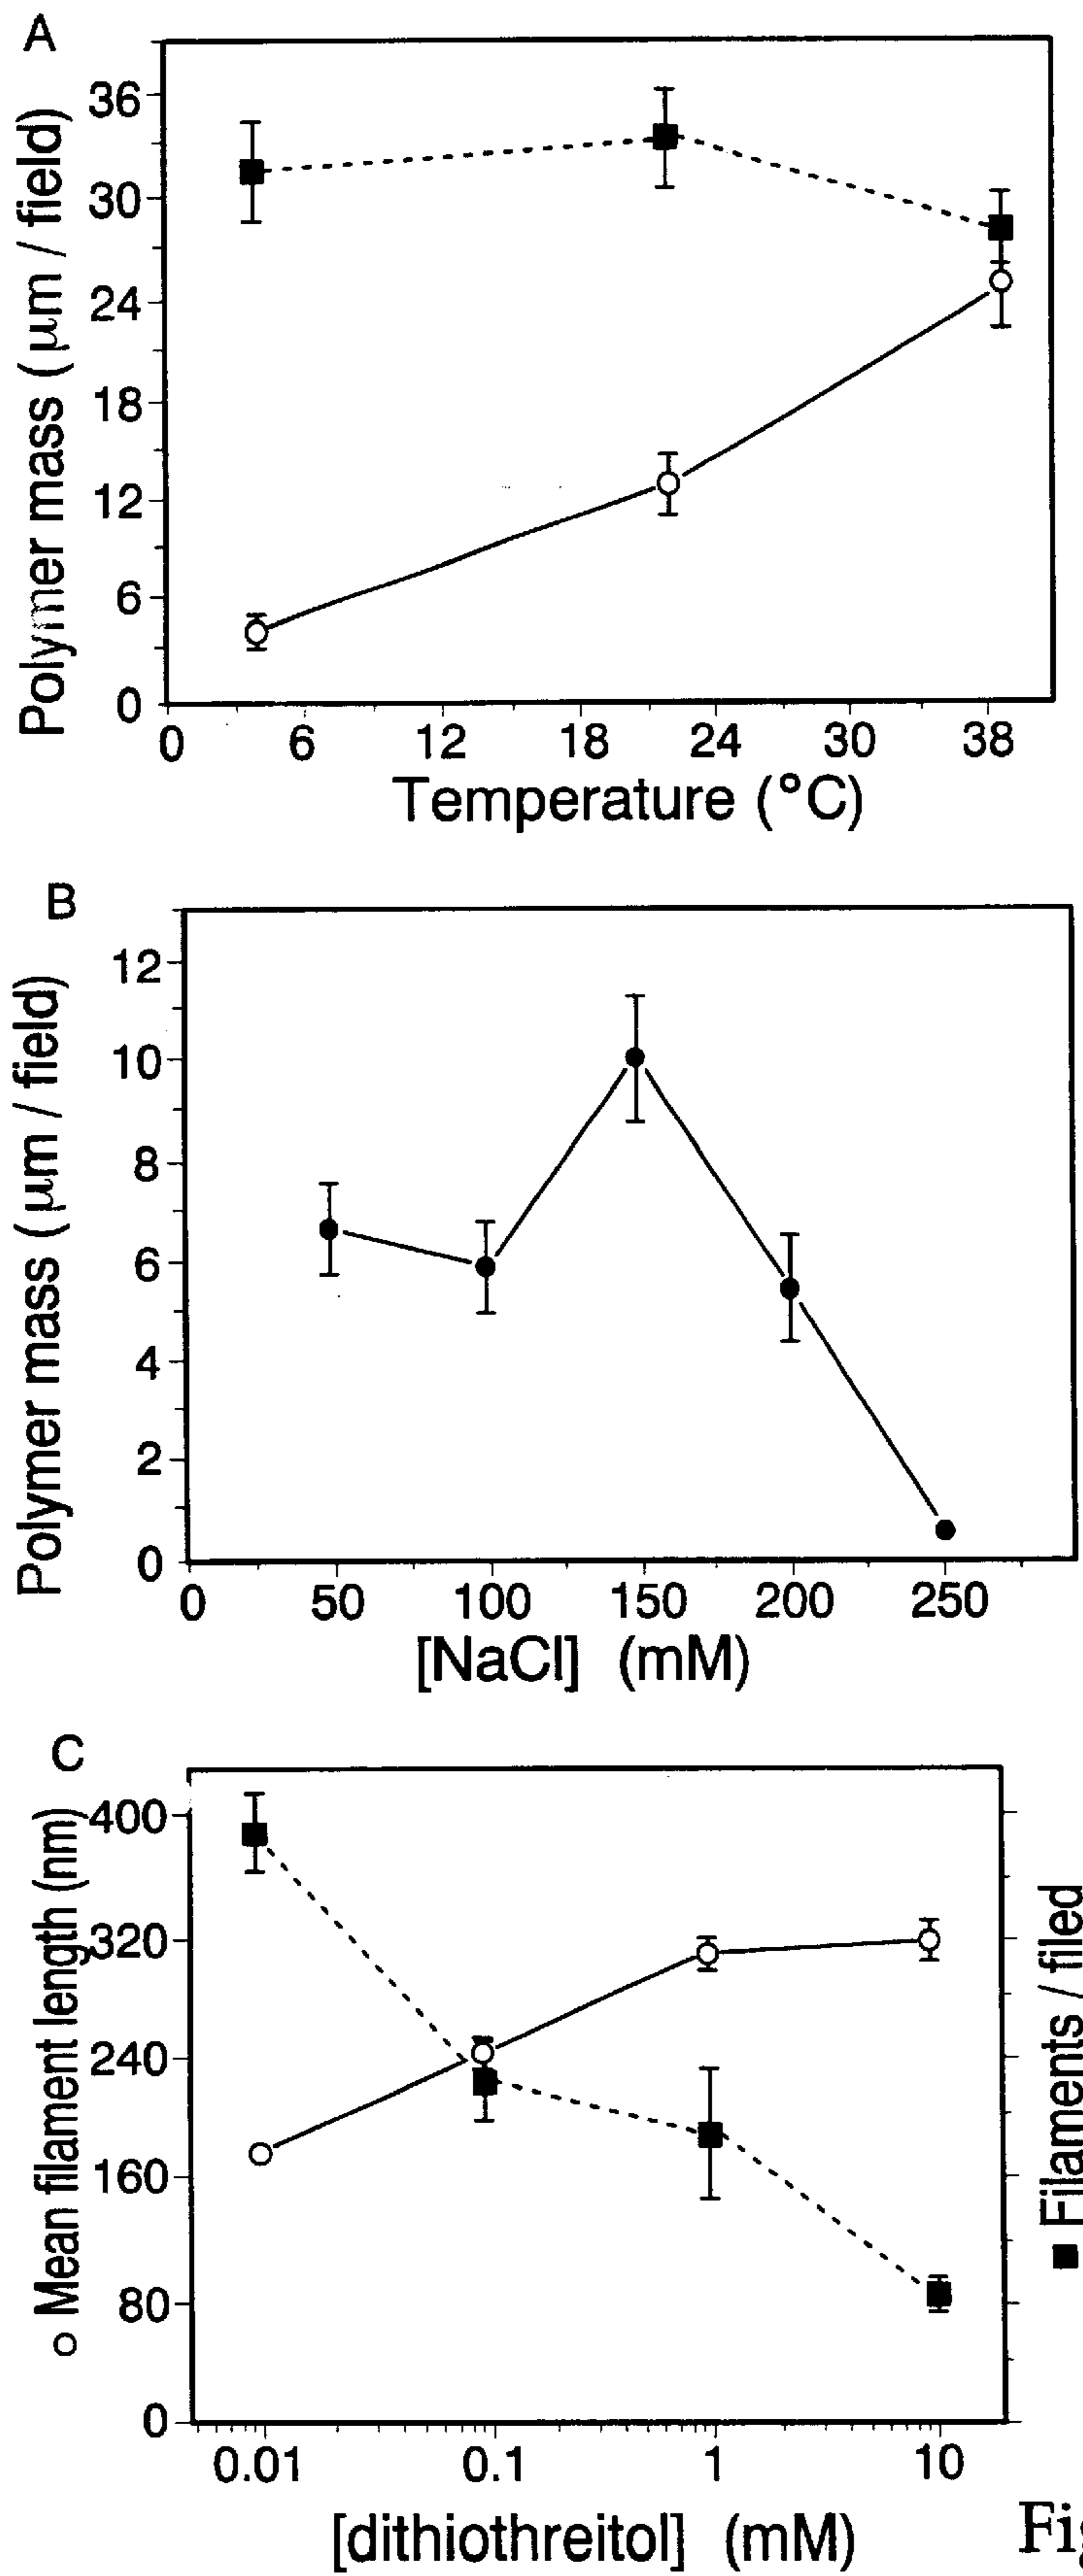 A
Polymer mass (µm / field)
36
30
24
18
12
6
0
0 6 12 18 24 30 38
Temperature (°C)
B
Polymer mass (µm / field)
12
10
8
6
4
2
0
0 50 100 150 200 250
[NaCl] (mM)
C
○ Mean filament length (nm)
400
320
240
160
80
0
■ Filaments / filed
0.01 0.1 1 10
[dithiothreitol] (mM)